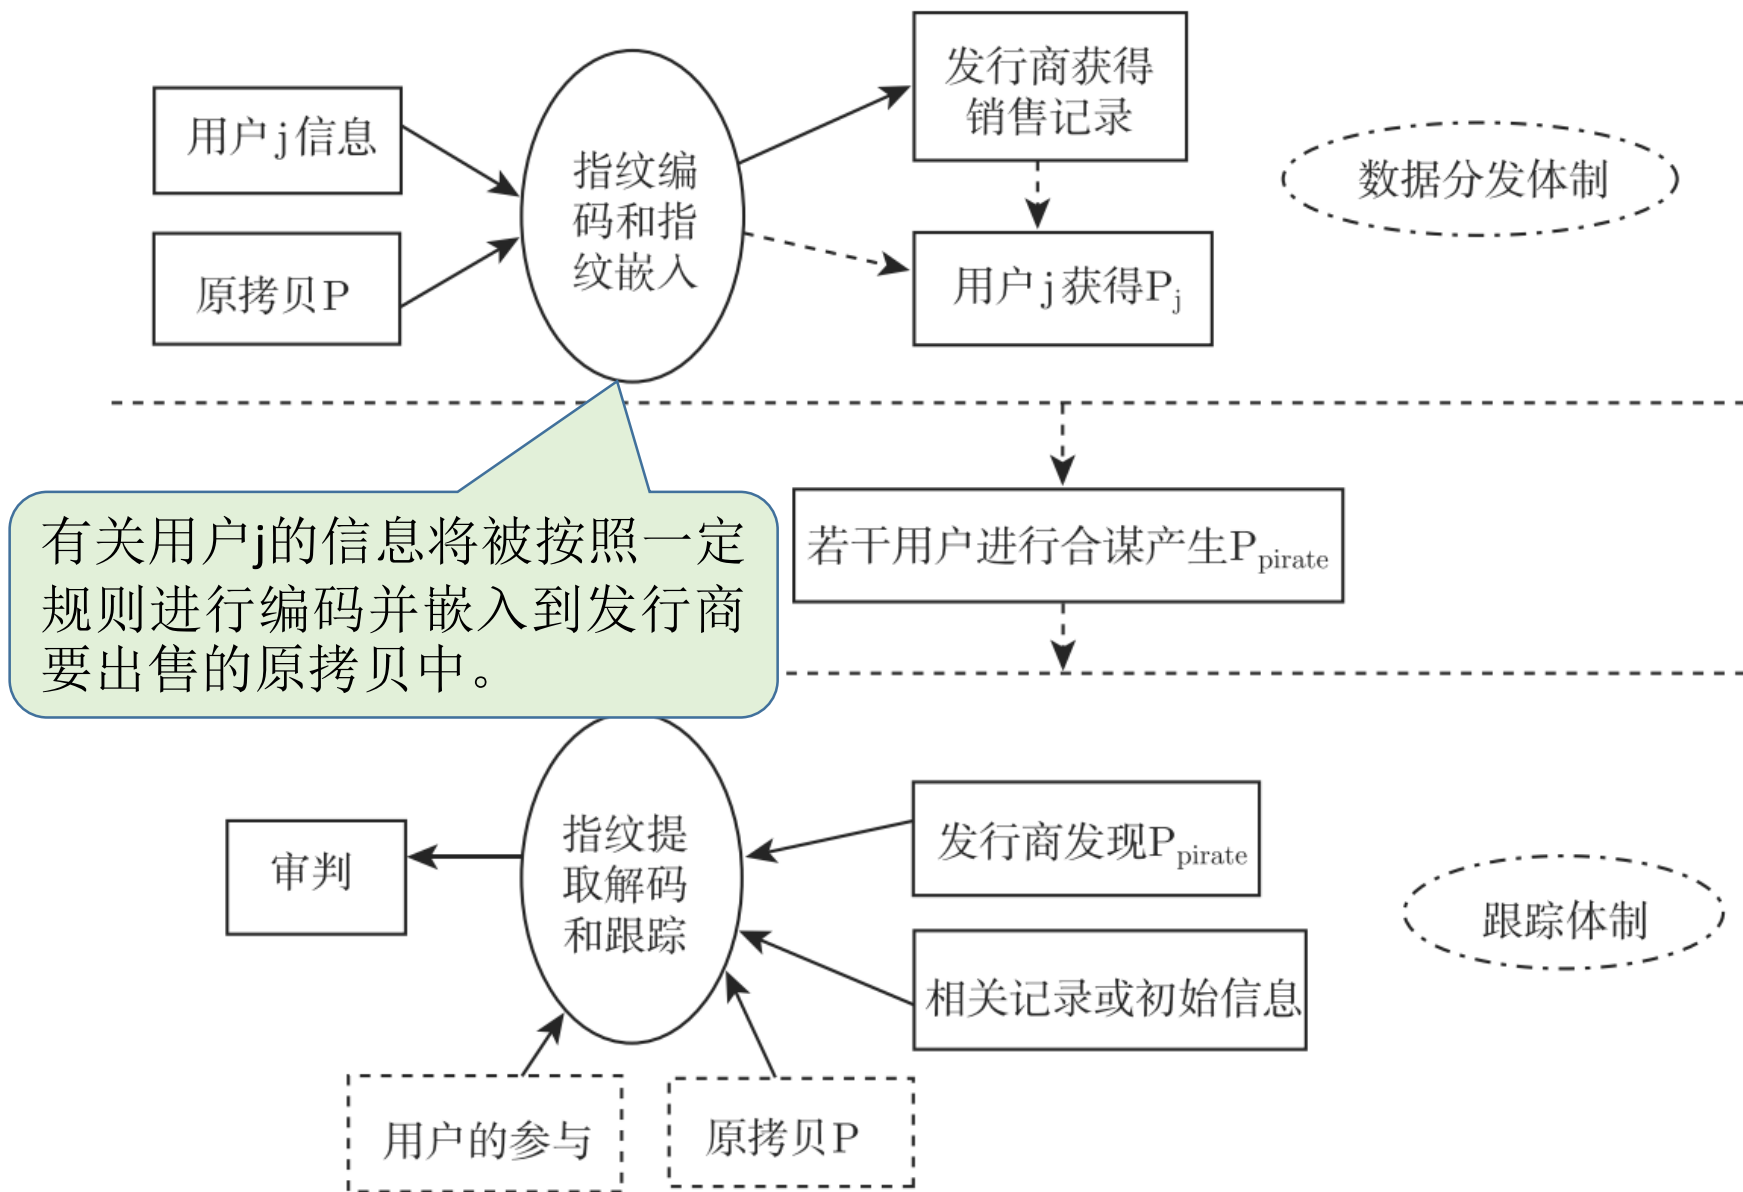 发行商获得
销售记录
用户j信息
指纹编
码和指
纹嵌入
数据分发体制
原拷贝P
用户j获得Pj
有关用户j的信息将被按照一定
规则进行编码并嵌入到发行商
要出售的原拷贝中。
若干用户进行合谋产生Ppirate
审判
指纹提
取解码
和跟踪
发行商发现Ppirate
跟踪体制
相关记录或初始信息
用户的参与
原拷贝P